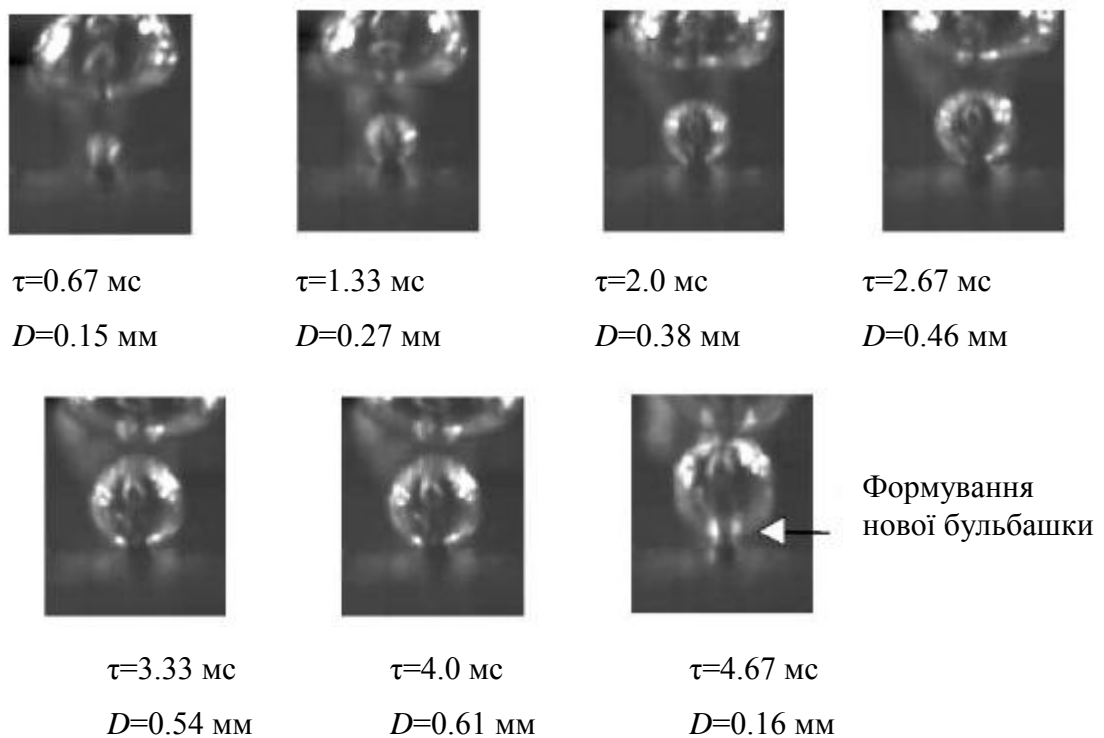 τ=0.67 мс
τ=1.33 мс
τ=2.0 мс
τ=2.67 мс
D=0.15 мм
D=0.27 мм
D=0.38 мм
D=0.46 мм
Формування
нової бульбашки
τ=3.33 мс
τ=4.0 мс
τ=4.67 мс
D=0.54 мм
D=0.61 мм
D=0.16 мм